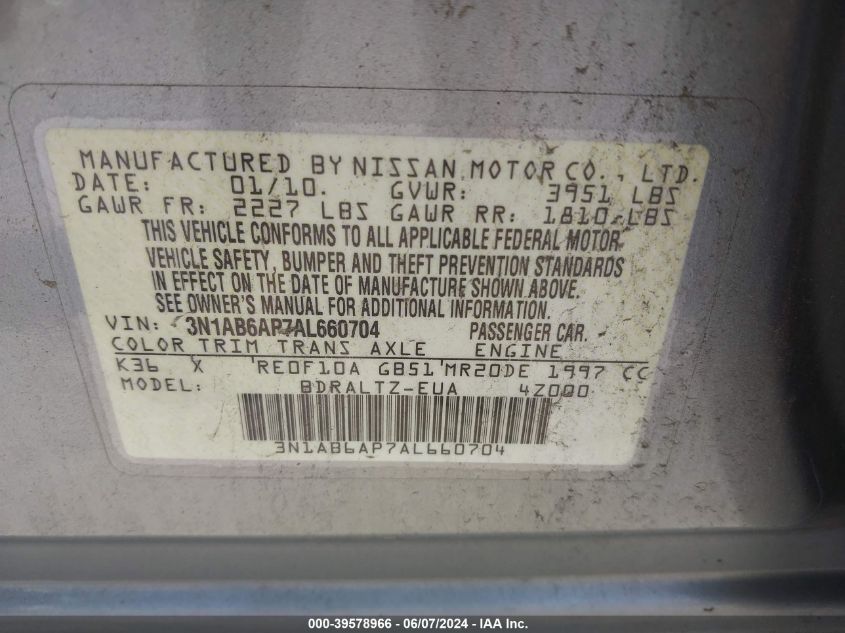 MANUFACTURED BY NISSAN MOTOR CO., LTD.
DATE: 01/10. GVWR: 3951 LBS
GAWR FR: 2227 LBS GAWR RR: 1810 LBS
THIS VEHICLE CONFORMS TO ALL APPLICABLE FEDERAL MOTOR
VEHICLE SAFETY, BUMPER AND THEFT PREVENTION STANDARDS
IN EFFECT ON THE DATE OF MANUFACTURE SHOWN ABOVE.
SEE OWNER'S MANUAL FOR ADDITIONAL INFORMATION.
VIN: 3N1AB6AP7AL660704 PASSENGER CAR.
COLOR TRIM TRANS AXLE ENGINE
K36 X RE0F10A GB51 MR20DE 1997 CC
MODEL: BDRALTZ-EUA 4Z000
3N1AB6AP7AL660704
000-39578966 | 06/07/2024 - IAA Inc.